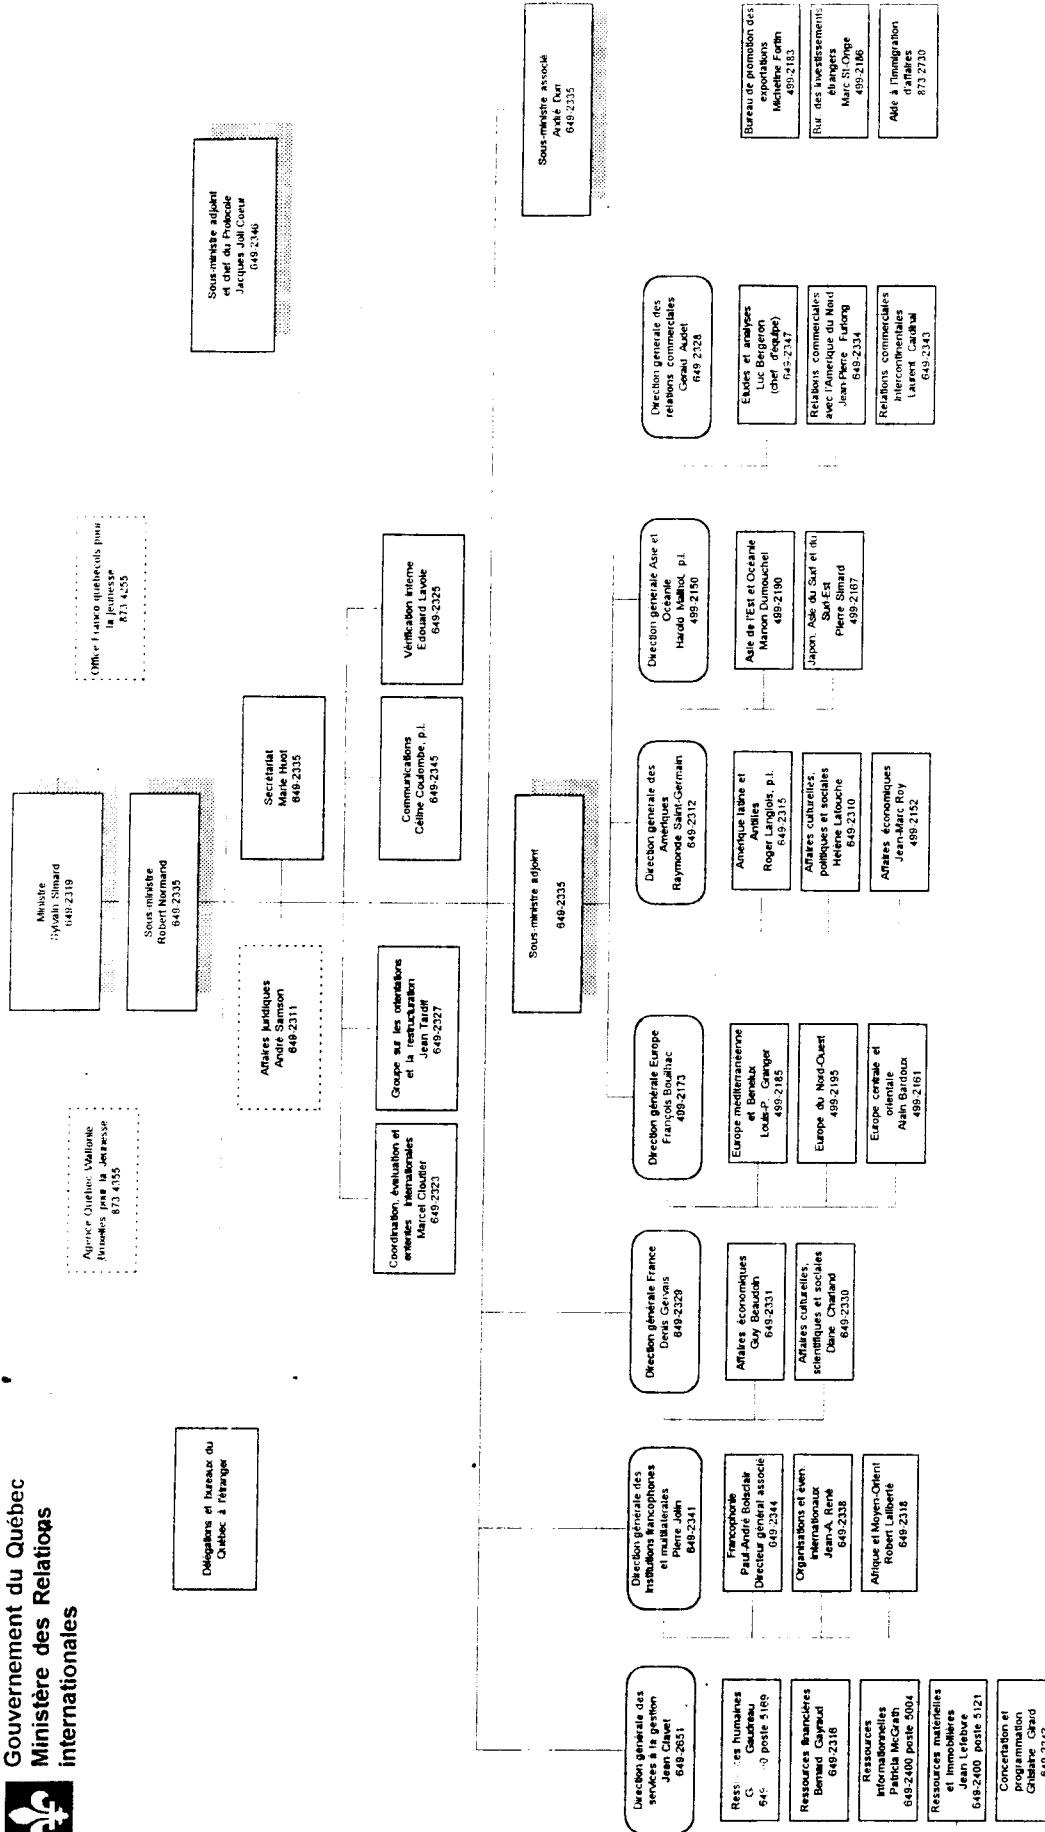 Gouvernement du Québec
Ministère des Relations
internationales
Agence Québec Wallonie
Bruxelles pour la Jeunesse
873 4355
Ministre
Sylvain Simard
649-2319
Office Franco québécois pour
la jeunesse
873 4255
Sous-ministre
Robert Normand
649-2335
Délégations et bureaux du
Québec à l'étranger
Sous-ministre adjoint
et chef du Protocole
Jacques Joli Coeur
649-2346
Affaires juridiques
André Samson
649-2311
Secrétariat
Marie Huot
649-2335
Coordination, évaluation et
ententes internationales
Marcel Cloutier
649-2323
Groupe sur les orientations
et la restructuration
Jean Tardif
649-2327
Communications
Céline Coulombe, p.i.
649-2345
Vérification interne
Edouard Lavoie
649-2325
Sous-ministre adjoint
649-2335
Sous-ministre associé
André Dorr
649-2335
Direction générale des
services à la gestion
Jean Clavet
649-2651
Direction générale des
Institutions francophones
et multilatérales
Pierre Jolin
649-2341
Direction générale France
Denis Gervais
649-2329
Direction générale Europe
François Bouilhac
499-2173
Direction generale des
Amériques
Raymonde Saint-Germain
649-2312
Direction generale Asie et
Océanie
Harold Mailhot, p.i.
499-2150
Direction generale des
relations commerciales
Gerald Audet
649 2328
humaines
Gaudreau
poste 5169
Ressources financières
Bernard Gayraud
649-2316
Ressources
Informationnelles
Patricia McGrath
649-2400 poste 5004
Ressources matérielles
et immobilières
Jean Lefebvre
649-2400 poste 5121
Concertation et
programmation
Ghislaine Girard
Francophonie
Paul-André Boisclair
Directeur général associé
649-2344
Organisations et éven.
internationaux
Jean-A. René
649-2338
Afrique et Moyen-Orient
Robert Laliberté
649-2318
Affaires économiques
Guy Beaudoin
649-2331
Affaires culturelles,
scientifiques et sociales
Diane Charland
649-2330
Europe méditerranéenne
et Benelux
Louis-P. Granger
499-2185
Europe du Nord-Ouest
499-2195
Europe centrale et
orientale
Alain Bardoux
499-2161
Amérique latine et
Antilles
Roger Langlois, p.i.
649-2315
Affaires culturelles,
politiques et sociales
Hélène Latouche
649-2310
Affaires économiques
Jean-Marc Roy
499-2152
Asie de l'Est et Océanie
Manon Dumouchel
499-2190
Japon, Asie du Sud et du
Sud-Est
Pierre Simard
499-2167
Etudes et analyses
Luc Bergeron
(chef d'équipe)
649-2347
Relations commerciales
avec l'Amerique du Nord
Jean-Pierre Furlong
649-2334
Relations commerciales
Intercontinentales
Laurent Cardinal
649-2343
Bureau de promotion des
exportations
Micheline Fortin
499-2183
Bur. des investissements
étrangers
Marc St-Onge
499-2186
Aide à l'immigration
d'affaires
873 2730